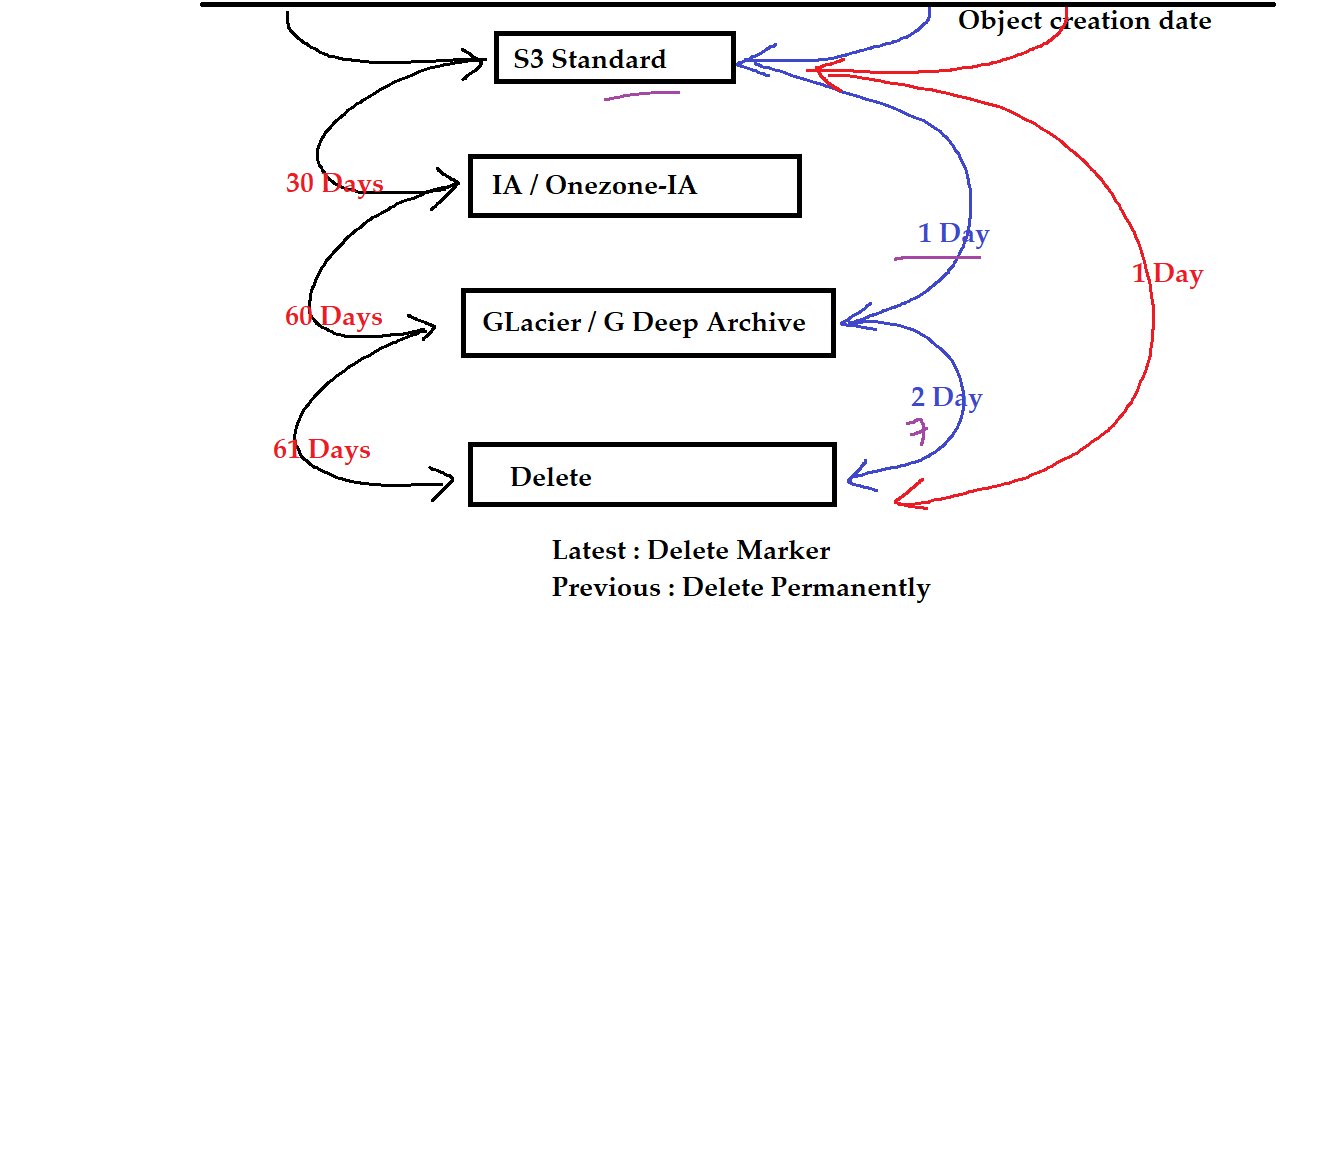 Object creation date
S3 Standard
30 Days
IA / Onezone-IA
1 Day
1 Day
60 Days
GLacier / G Deep Archive
2 Day
61 Days
Delete
Latest : Delete Marker
Previous : Delete Permanently